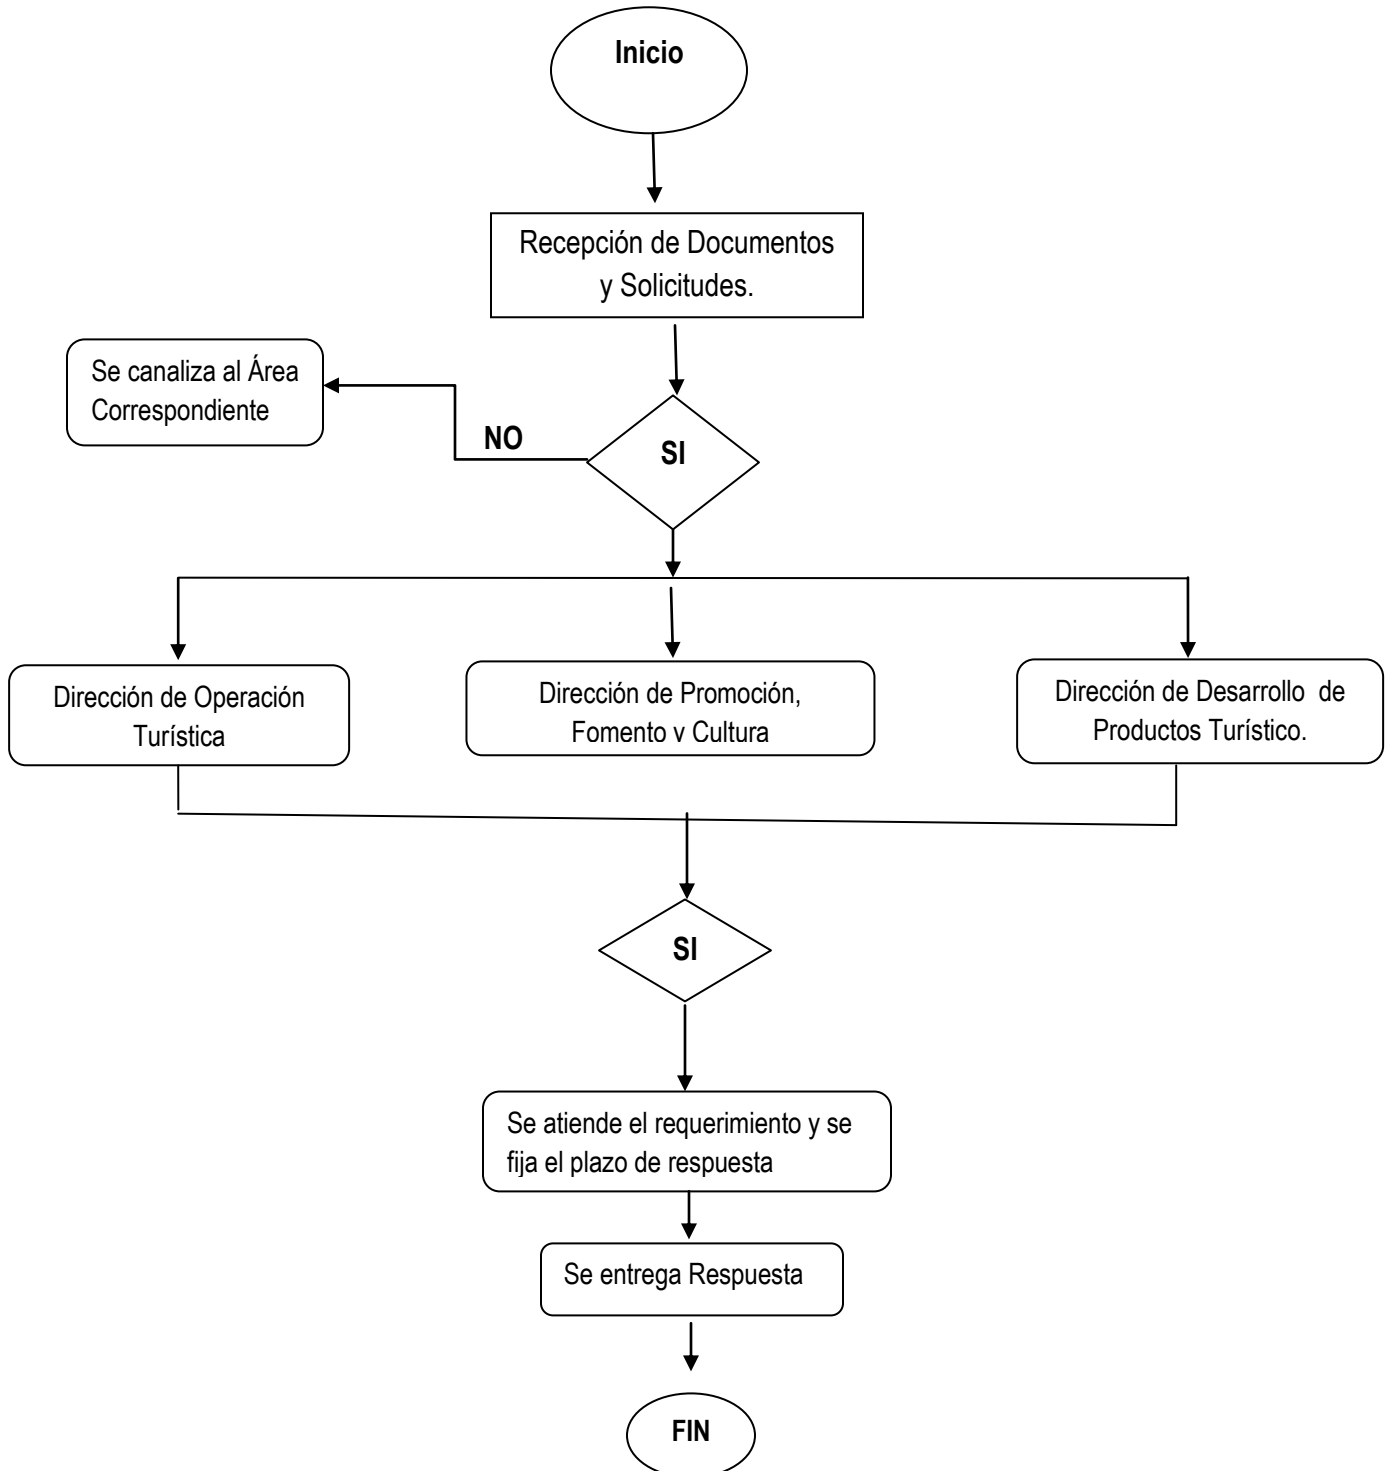 Inicio
Recepción de Documentos
y Solicitudes.
Se canaliza al Área
Correspondiente
NO
SI
Dirección de Operación
Turística
Dirección de Promoción,
Fomento y Cultura
Dirección de Desarrollo de
Productos Turístico.
SI
Se atiende el requerimiento y se
fija el plazo de respuesta
Se entrega Respuesta
FIN